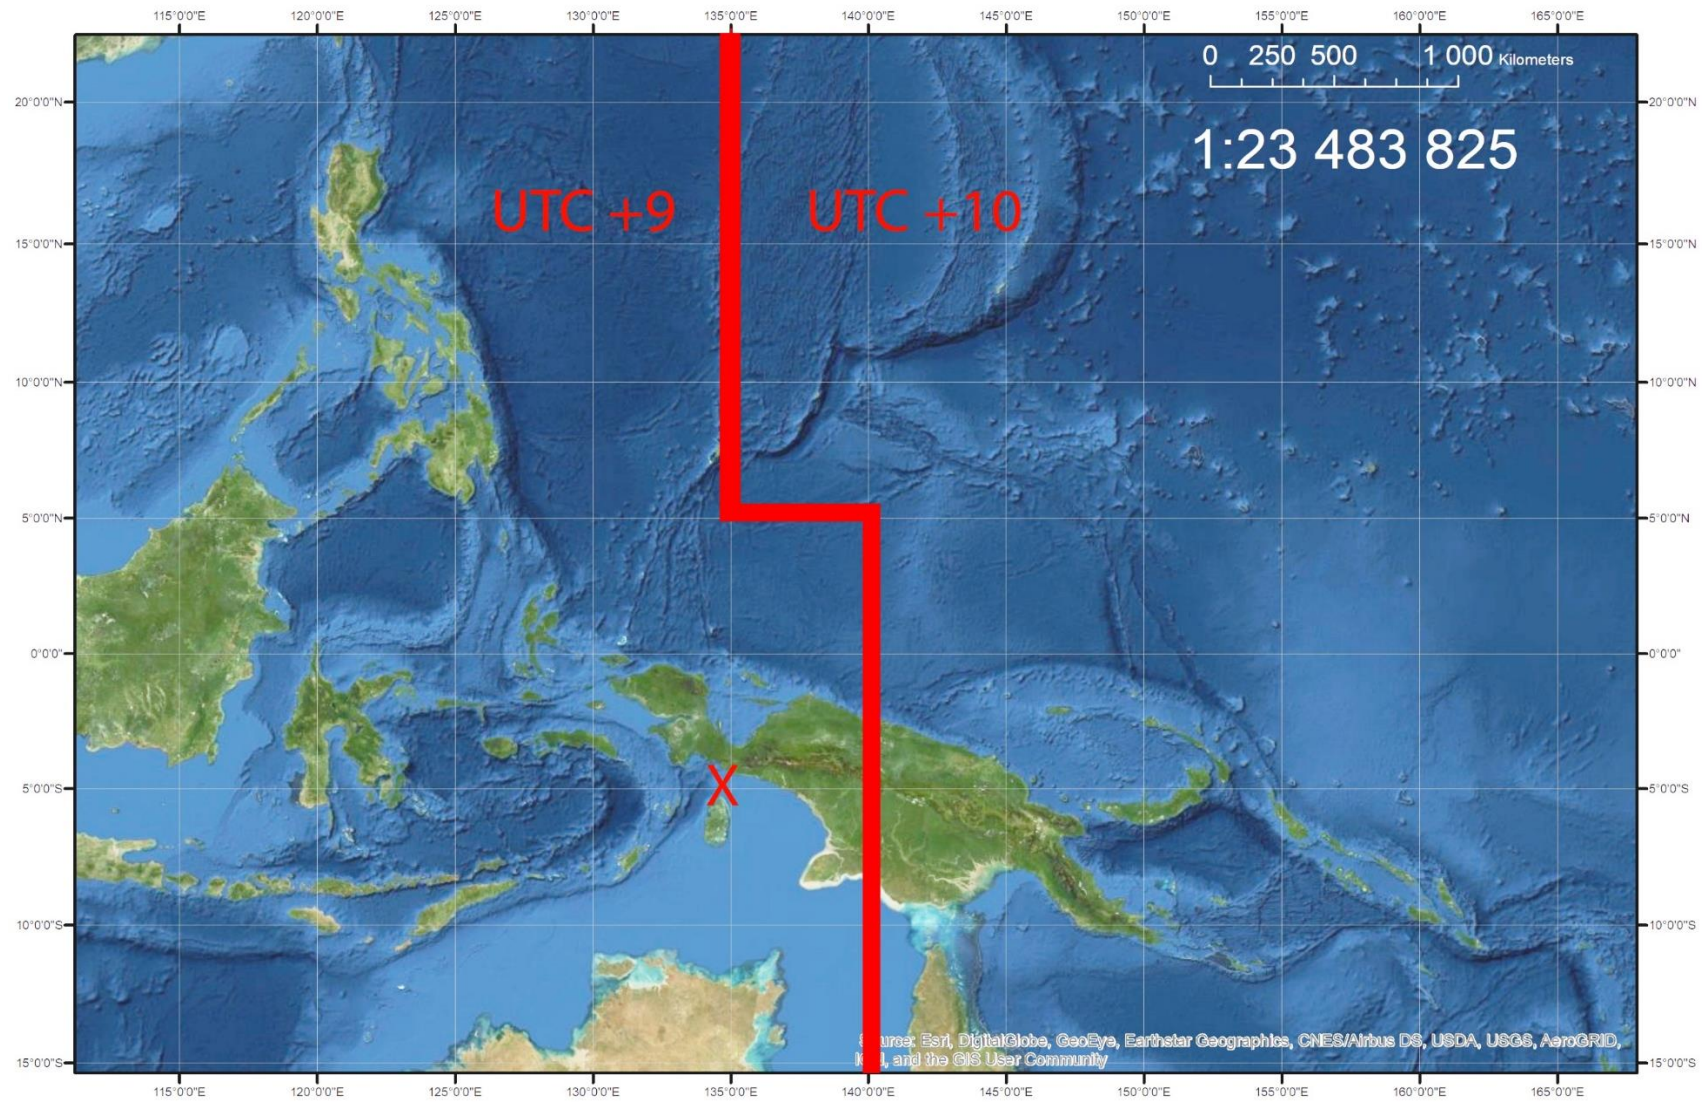 115°0'0"E 120°0'0"E 125°0'0"E 130°0'0"E 135°0'0"E 140°0'0"E 145°0'0"E 150°0'0"E 155°0'0"E 160°0'0"E 165°0'0"E
0 250 500 1 000 Kilometers
20°0'0"N 20°0'0"N
1:23 483 825
UTC +9 UTC +10
15°0'0"N 15°0'0"N
10°0'0"N 10°0'0"N
5°0'0"N 5°0'0"N
0°0'0" 0°0'0"
X
5°0'0"S 5°0'0"S
10°0'0"S 10°0'0"S
Source: Esri, DigitalGlobe, GeoEye, Earthstar Geographics, CNES/Airbus DS, USDA, USGS, AeroGRID,
, and the GIS User Community
15°0'0"S 15°0'0"S
115°0'0"E 120°0'0"E 125°0'0"E 130°0'0"E 135°0'0"E 140°0'0"E 145°0'0"E 150°0'0"E 155°0'0"E 160°0'0"E 165°0'0"E